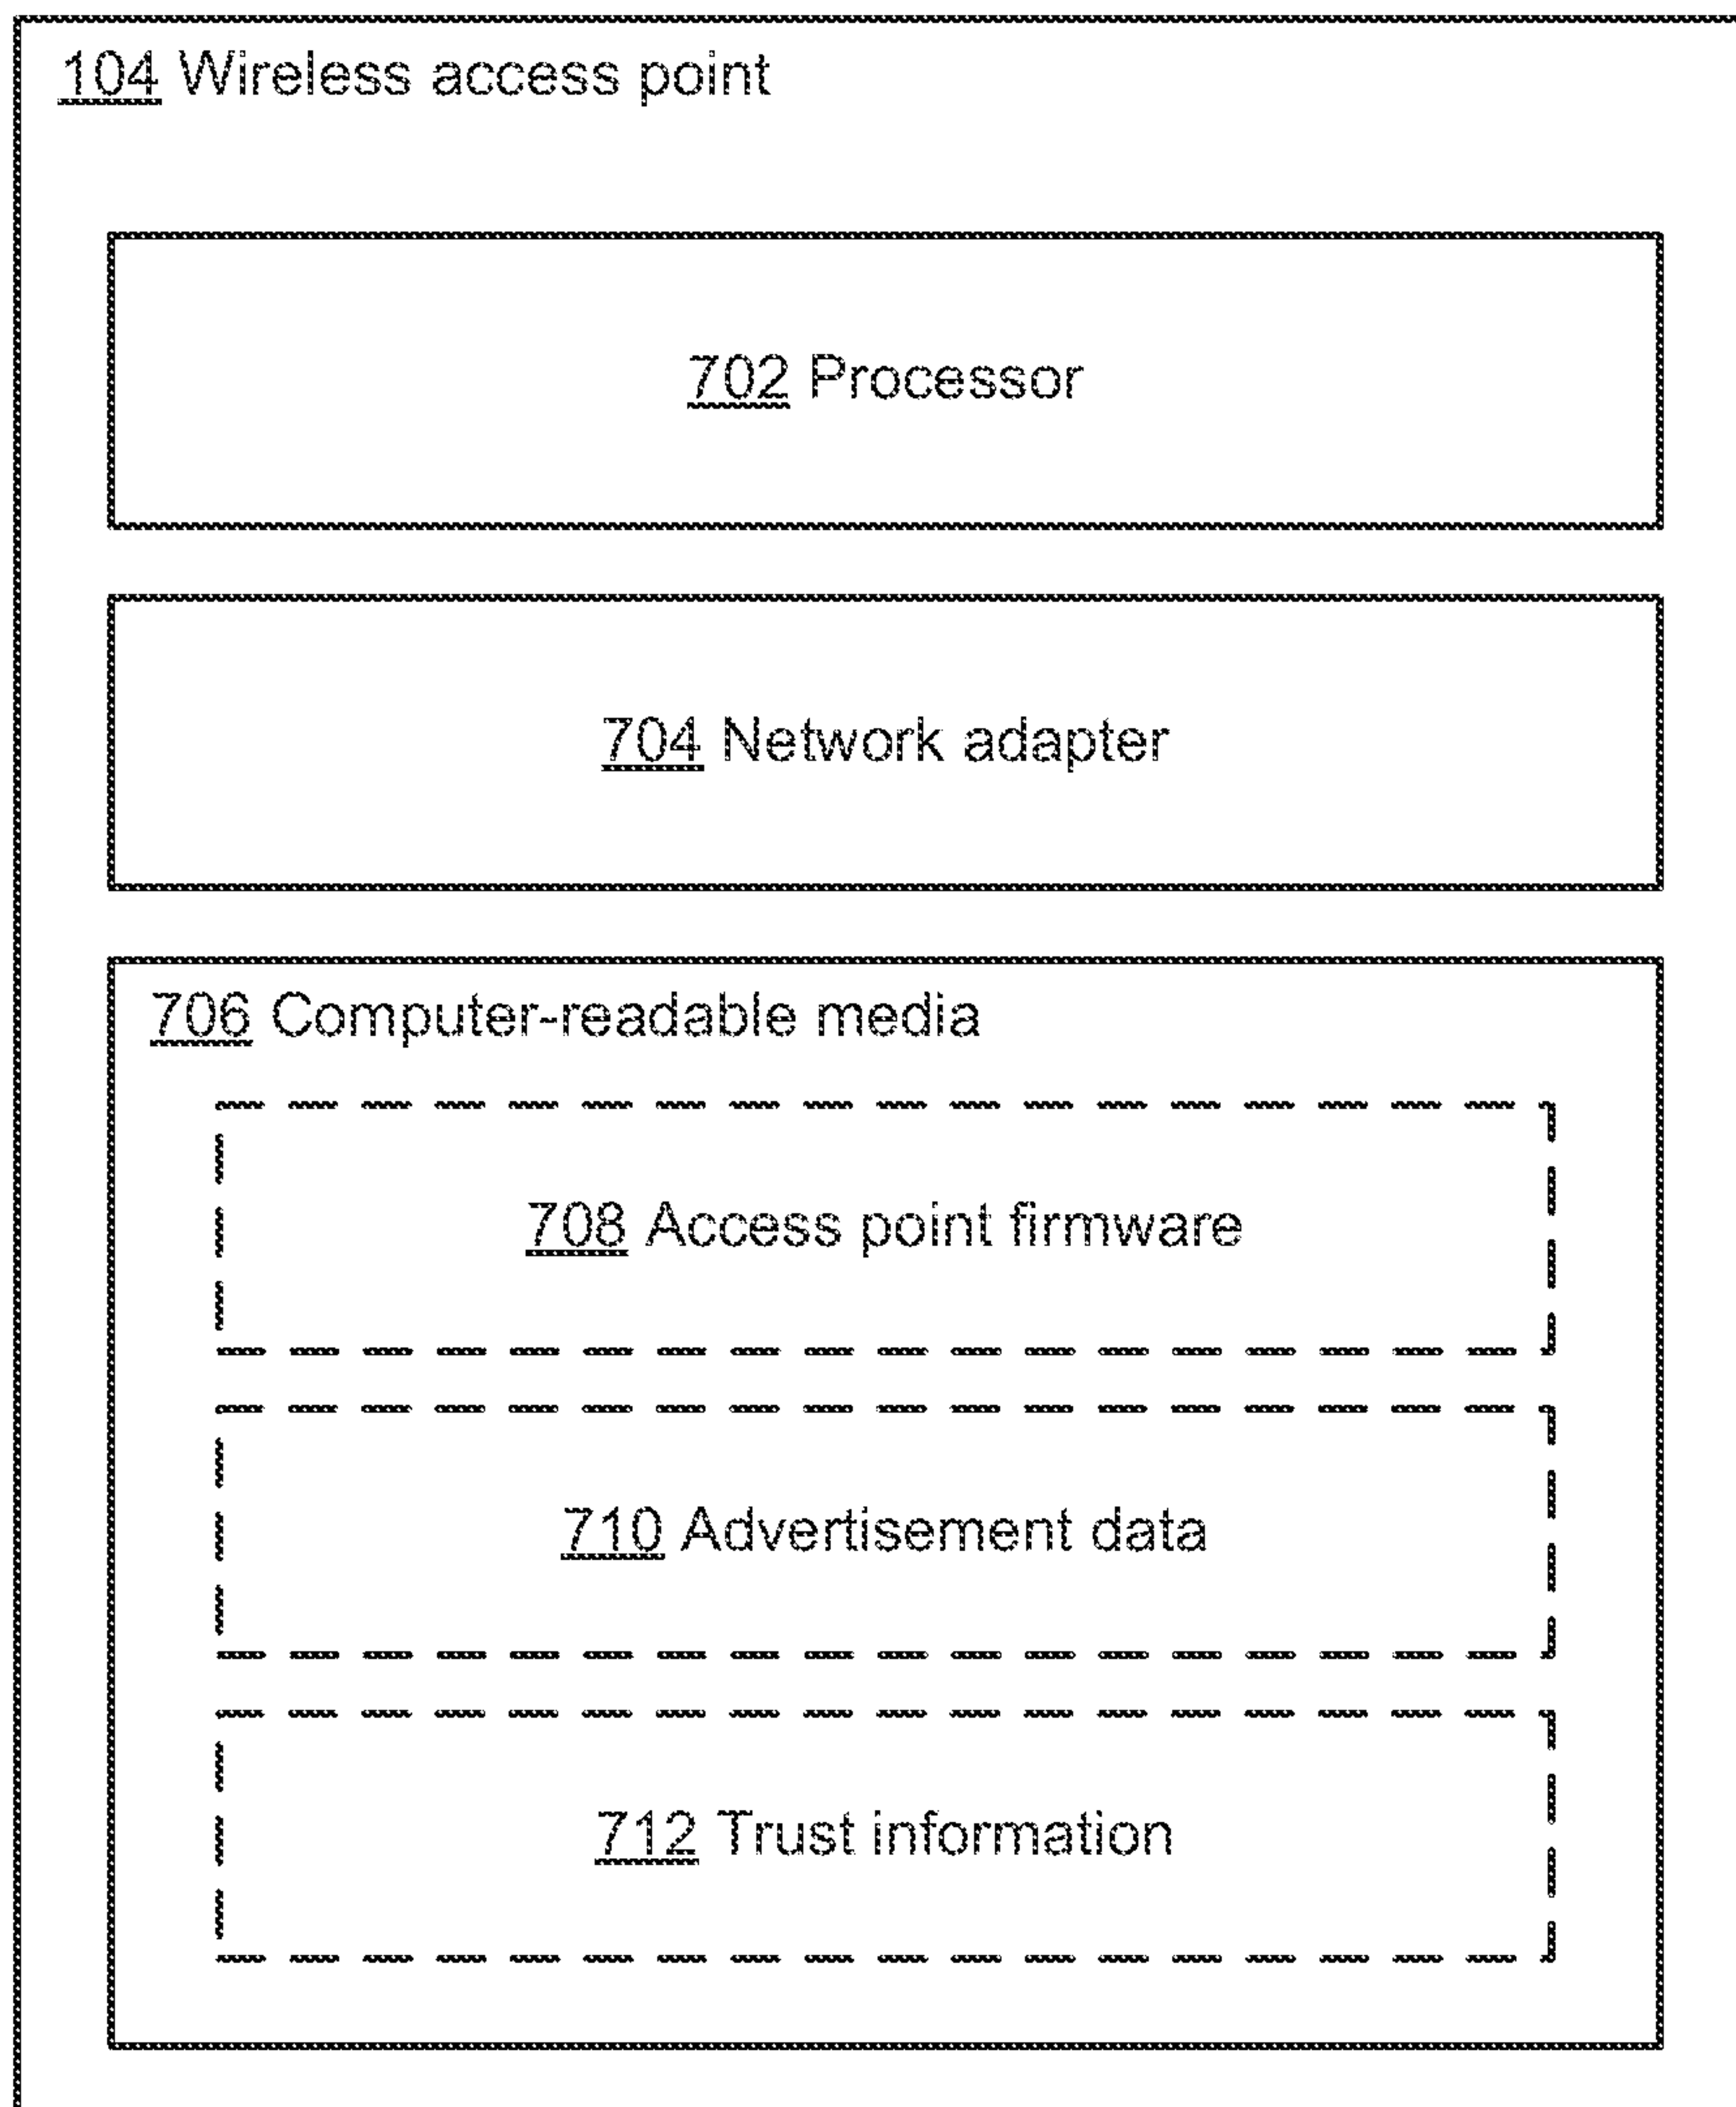 104 Wireless access point
702 Processor
704 Network adapter
706 Computer-readable media
708 Access point firmware
710 Advertisement data
712 Trust information